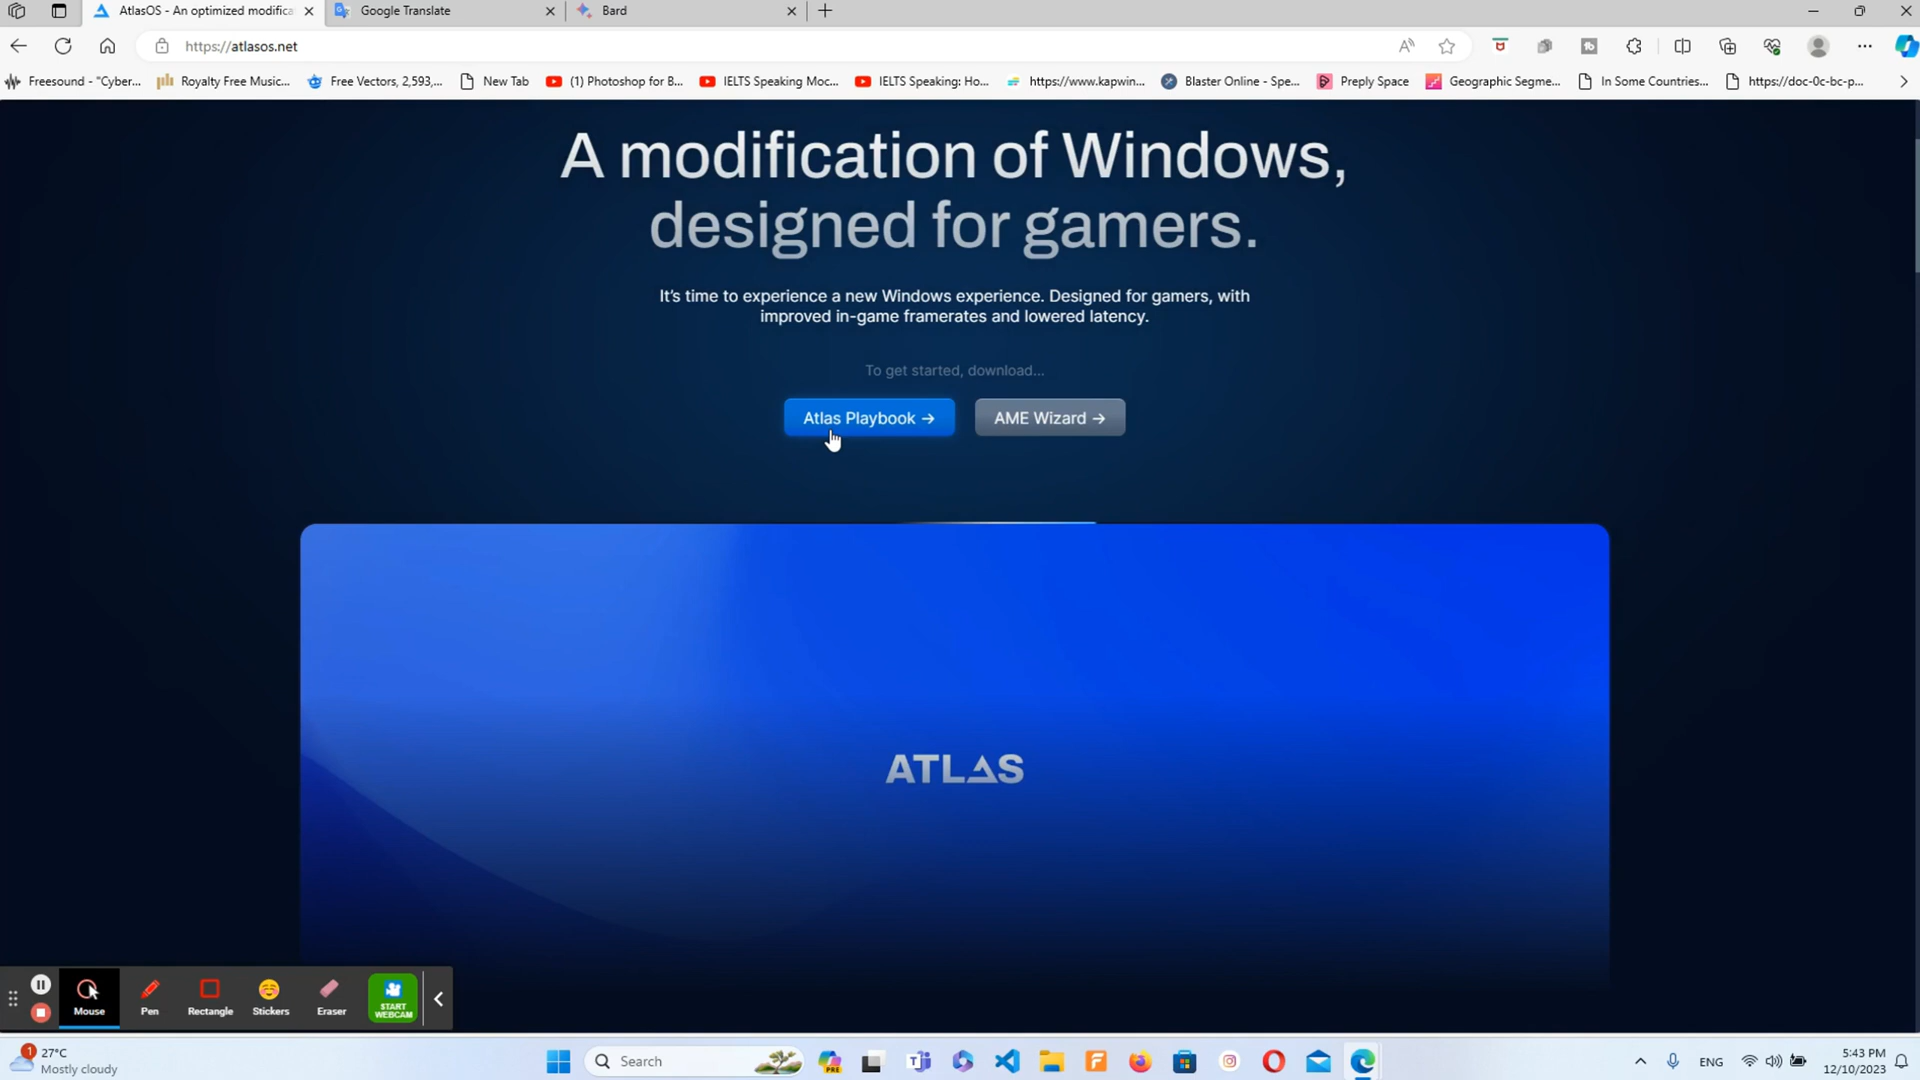 AtlasOS - An optimized modifica
Google Translate
Bard
https://atlasos.net
Freesound - "Cyber...
Royalty Free Music...
Free Vectors, 2,593,...
New Tab
(1) Photoshop for B...
IELTS Speaking Moc...
IELTS Speaking: Ho...
https://www.kapwin...
Blaster Online - Spe...
Preply Space
Geographic Segme...
In Some Countries...
https://doc-0c-bc-p...
A modification of Windows,
designed for gamers.
It's time to experience a new Windows experience. Designed for gamers, with
improved in-game framerates and lowered latency.
To get started, download...
Atlas Playbook →
AME Wizard →
ATLAS
Mouse
Pen
Rectangle
Stickers
Eraser
START
WEBCAM
1
27°C
Mostly cloudy
Search
PRE
ENG
5:43 PM
12/10/2023